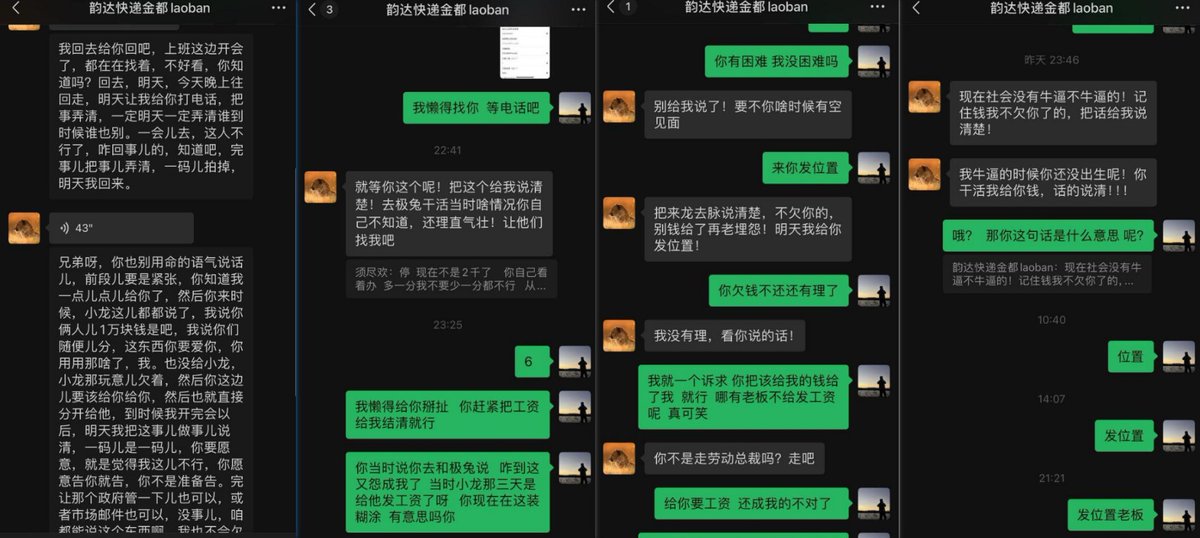 韵达快递金都laoban
我回去给你回吧，上班这边开会
了，都在在找着，不好看，你知
道吗？回去，明天，今天晚上往
回走，明天让我给你打电话，把
事弄清，一定明天一定弄清谁到
时候谁也别。一会儿去，这人不
行了，咋回事儿的，知道吧，完
事儿把事儿弄清，一码儿拍掉，
明天我回来。
43"
兄弟呀，你也别用命的语气说话
儿，前段儿要是紧张，你知道我
一点儿点儿给你了，然后你来时
候，小龙这儿都都说了，我说你
俩人儿1万块钱是吧，我说你们
随便儿分，这东西你要爱你，你
用用那啥了，我。也没给小龙，
小龙那玩意儿欠着，然后你这边
儿要该给你给你，然后也就直接
分开给他，到时候我开完会以
后，明天我把这事儿做事儿说
清，一码儿是一码儿，你要愿
意，就是觉得我这儿不行，你愿
意告你就告，你不是准备告。完
让那个政府管一下儿也可以，或
者市场邮件也可以，没事儿，咱
都能说这个东西啊，我也不会欠
3
韵达快递金都laoban
我懒得找你 等电话吧
22:41
就等你这个呢！把这个给我说清
楚！去极兔干活当时啥情况你自
己不知道，还理直气壮！让他们
找我吧
须尽欢：停 现在不是2千了 你自己看
着办 多一分我不要少一分都不行 从...
23:25
6
我懒得给你掰扯 你赶紧把工资
给我结清就行
你当时说你去和极兔说 咋到这
又怨成我了 当时小龙那三天是
给他发工资了呀 你现在在这装
糊涂 有意思吗你
1
韵达快递金都laoban
你有困难 我没困难吗
别给我说了！要不你啥时候有空
见面
来你发位置
把来龙去脉说清楚，不欠你的，
别钱给了再老埋怨！明天我给你
发位置！
你欠钱不还还有理了
我没有理，看你说的话！
我就一个诉求 你把该给我的钱给
了我 就行 哪有老板不给发工资
呢 真可笑
你不是走劳动总裁吗？走吧
给你要工资 还成我的不对了
韵达快递金都laoban
昨天 23:46
现在社会没有牛逼不牛逼的！记
住钱我不欠你了的，把话给我说
清楚！
我牛逼的时候你还没出生呢！你
干活我给你钱，话的说清！！！
哦？ 那你这句话是什么意思 呢？
韵达快递金都laoban：现在社会没有牛
逼不牛逼的！记住钱我不欠你了的，...
10:40
位置
14:07
发位置
21:21
发位置老板